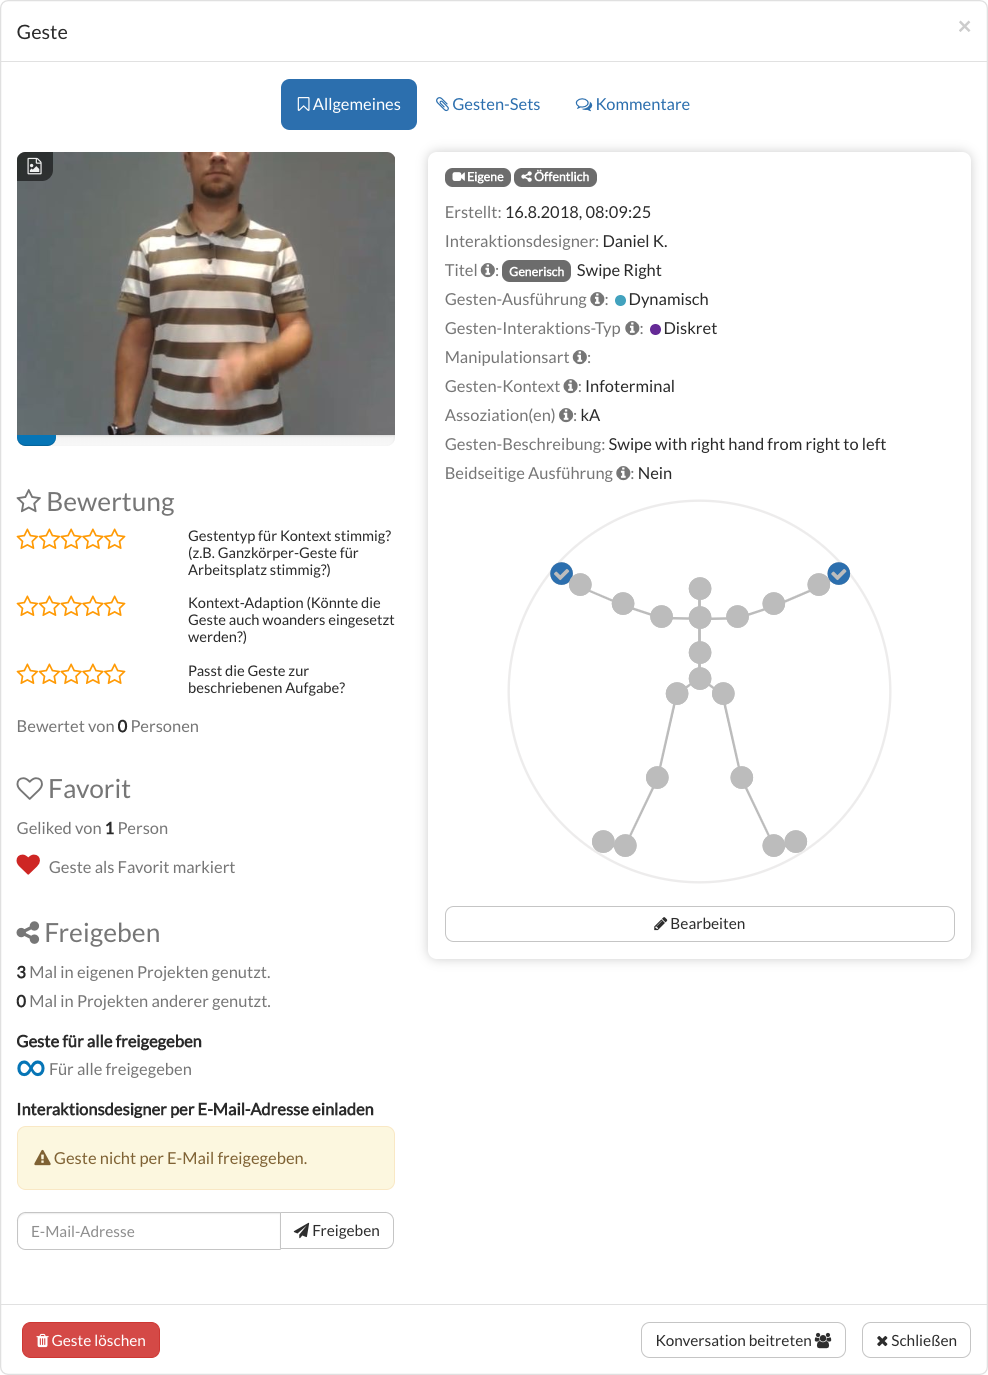 Geste
×
Allgemeines
Gesten-Sets
Kommentare
Bewertung
Gestentyp für Kontext stimmig?
(z.B. Ganzkörper-Geste für
Arbeitsplatz stimmig?)
Kontext-Adaption (Könnte die
Geste auch woanders eingesetzt
werden?)
Passt die Geste zur
beschriebenen Aufgabe?
Bewertet von 0 Personen
Favorit
Geliked von 1 Person
Geste als Favorit markiert
Freigeben
3 Mal in eigenen Projekten genutzt.
0 Mal in Projekten anderer genutzt.
Geste für alle freigegeben
Für alle freigegeben
Interaktionsdesigner per E-Mail-Adresse einladen
Geste nicht per E-Mail freigegeben.
E-Mail-Adresse
Freigeben
Eigene Öffentlich
Erstellt: 16.8.2018, 08:09:25
Interaktionsdesigner: Daniel K.
Titel : Generisch Swipe Right
Gesten-Ausführung : Dynamisch
Gesten-Interaktions-Typ : Diskret
Manipulationsart :
Gesten-Kontext : Infoterminal
Assoziation(en) : kA
Gesten-Beschreibung: Swipe with right hand from right to left
Beidseitige Ausführung : Nein
Bearbeiten
Geste löschen
Konversation beitreten
Schließen